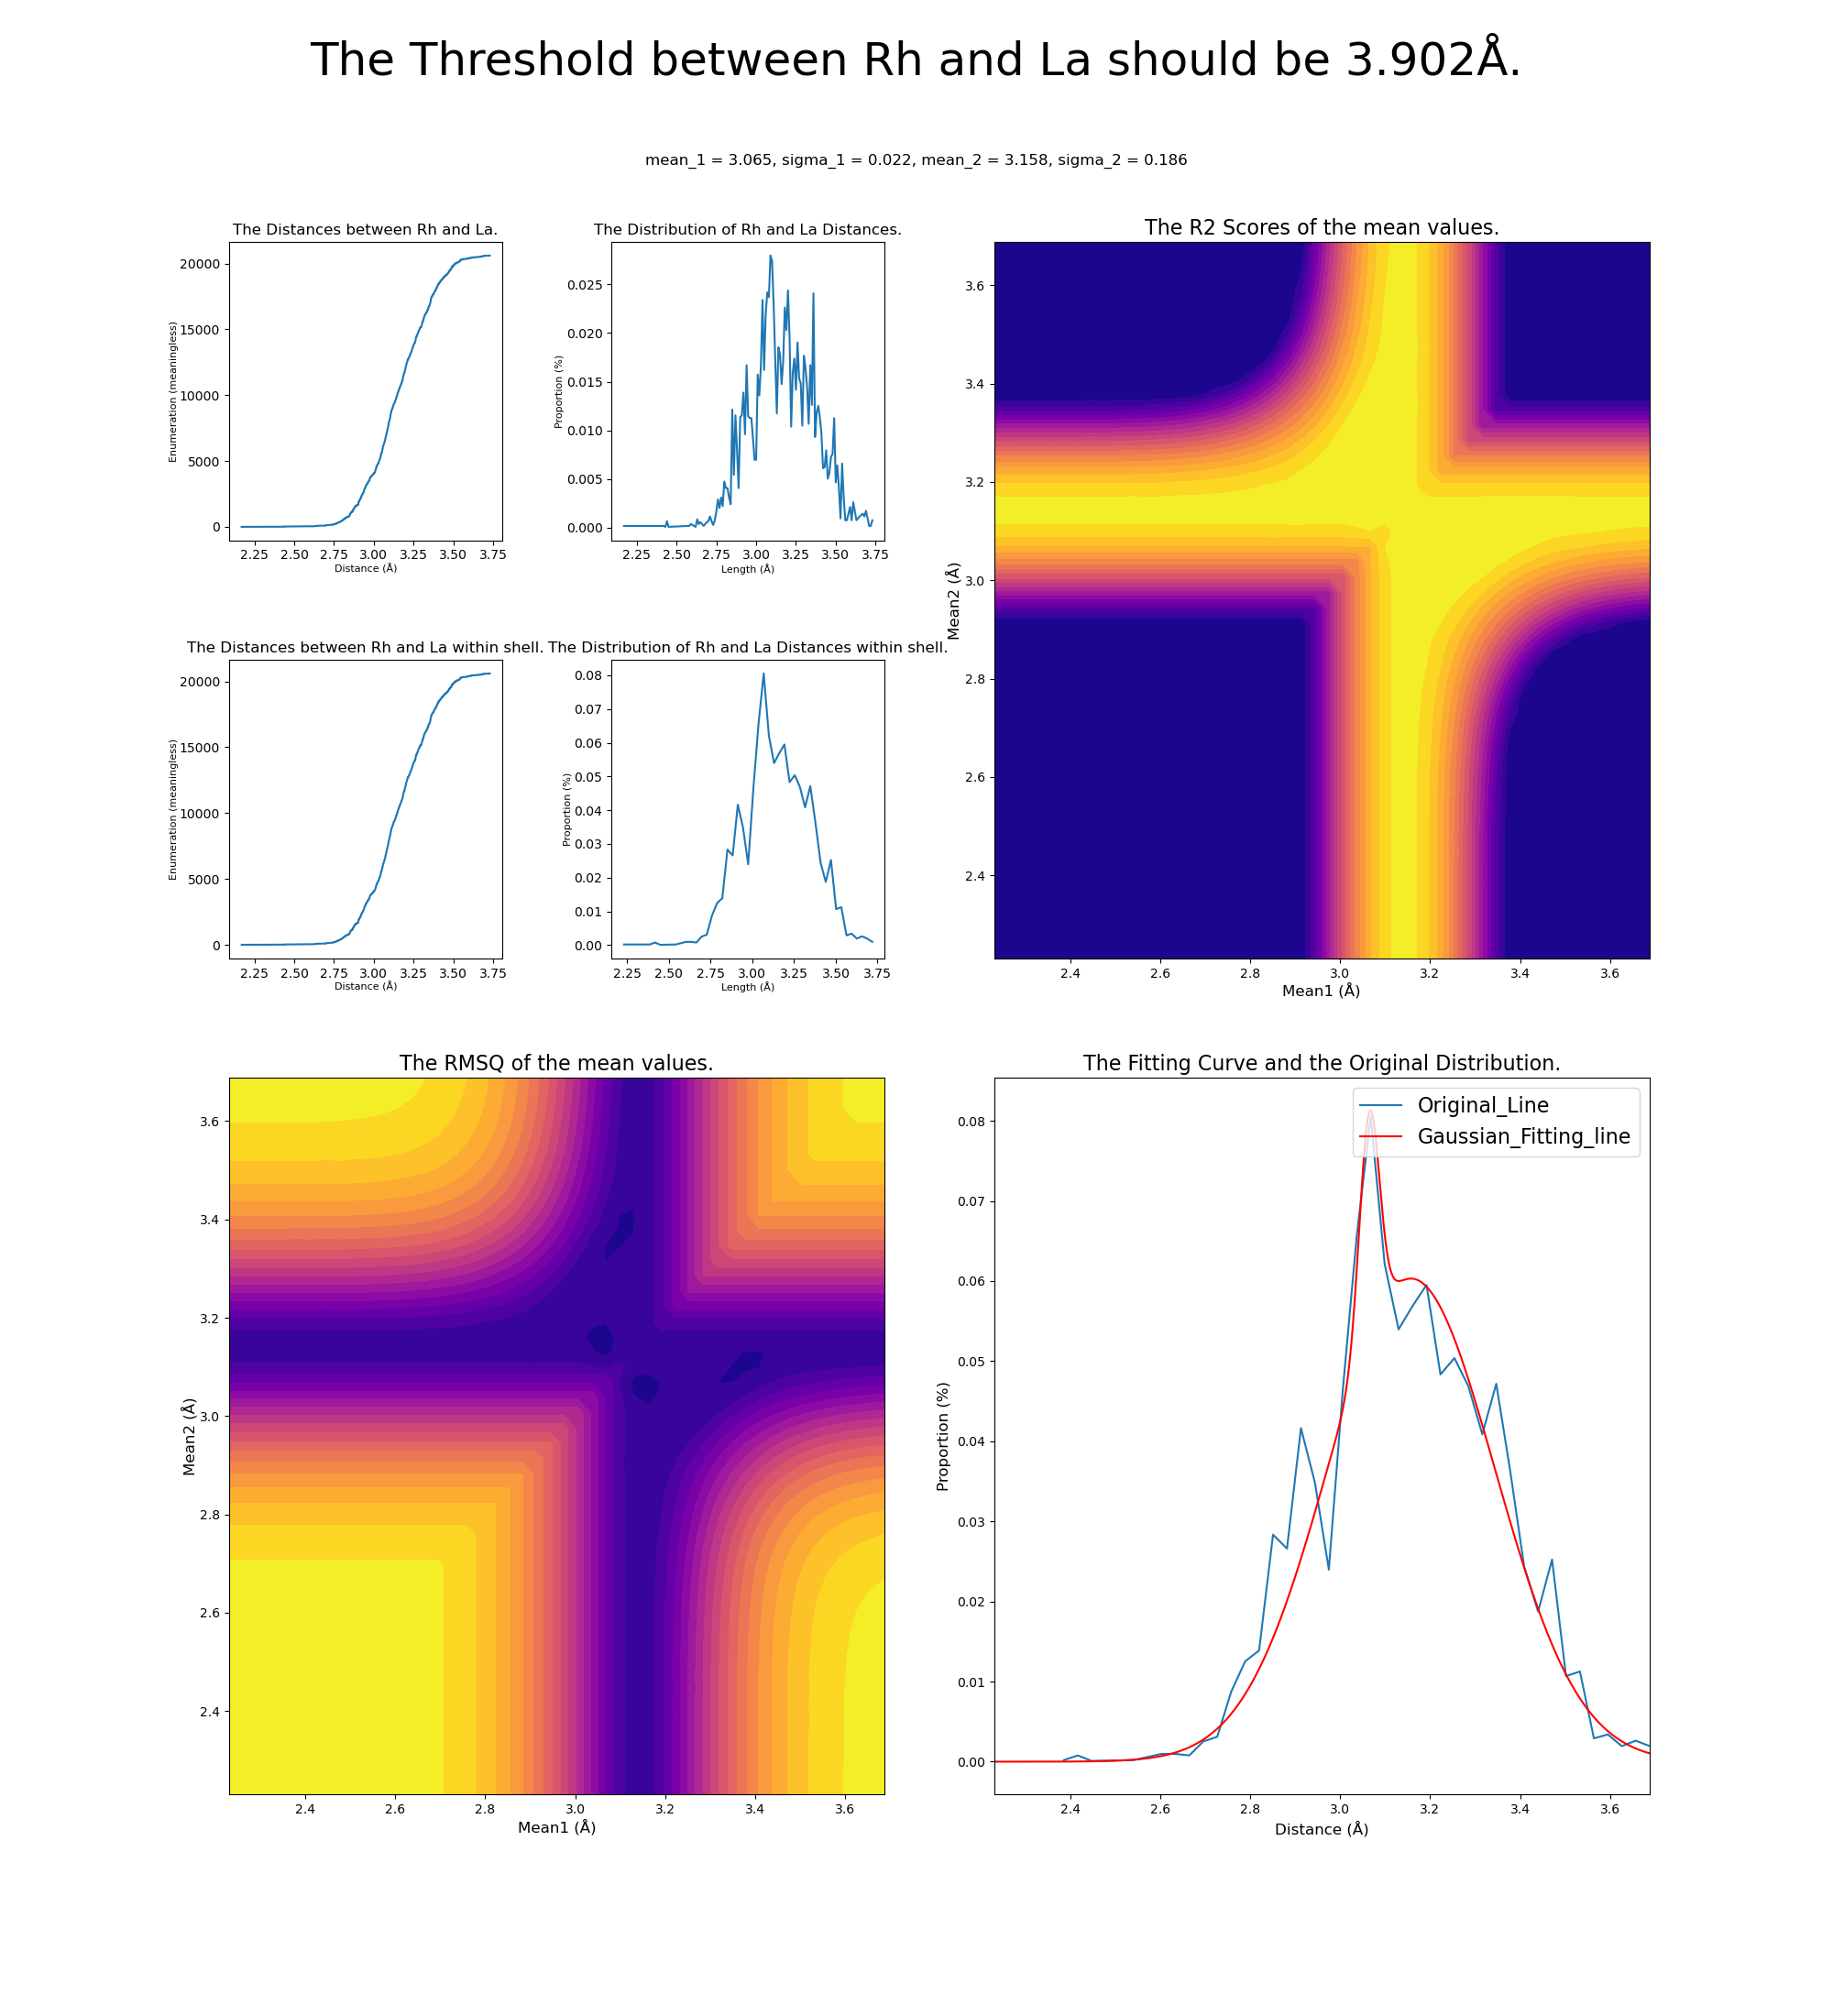 The Threshold between Rh and La should be 3.902Å.
mean_1 = 3.065, sigma_1 = 0.022, mean_2 = 3.158, sigma_2 = 0.186
The Distances between Rh and La.
Enumeration (meaningless)
20000
15000
10000
5000
0
2.25 2.50 2.75 3.00 3.25 3.50 3.75
Distance (Å)
The Distribution of Rh and La Distances.
Proportion (%)
0.025
0.020
0.015
0.010
0.005
0.000
2.25 2.50 2.75 3.00 3.25 3.50 3.75
Length (Å)
The R2 Scores of the mean values.
Mean2 (Å)
3.6
3.4
3.2
3.0
2.8
2.6
2.4
2.4 2.6 2.8 3.0 3.2 3.4 3.6
Mean1 (Å)
The Distances between Rh and La within shell.
Enumeration (meaningless)
20000
15000
10000
5000
0
2.25 2.50 2.75 3.00 3.25 3.50 3.75
Distance (Å)
The Distribution of Rh and La Distances within shell.
Proportion (%)
0.08
0.07
0.06
0.05
0.04
0.03
0.02
0.01
0.00
2.25 2.50 2.75 3.00 3.25 3.50 3.75
Length (Å)
The RMSQ of the mean values.
Mean2 (Å)
3.6
3.4
3.2
3.0
2.8
2.6
2.4
2.4 2.6 2.8 3.0 3.2 3.4 3.6
Mean1 (Å)
The Fitting Curve and the Original Distribution.
Original_Line
Gaussian_Fitting_line
Proportion (%)
0.08
0.07
0.06
0.05
0.04
0.03
0.02
0.01
0.00
2.4 2.6 2.8 3.0 3.2 3.4 3.6
Distance (Å)